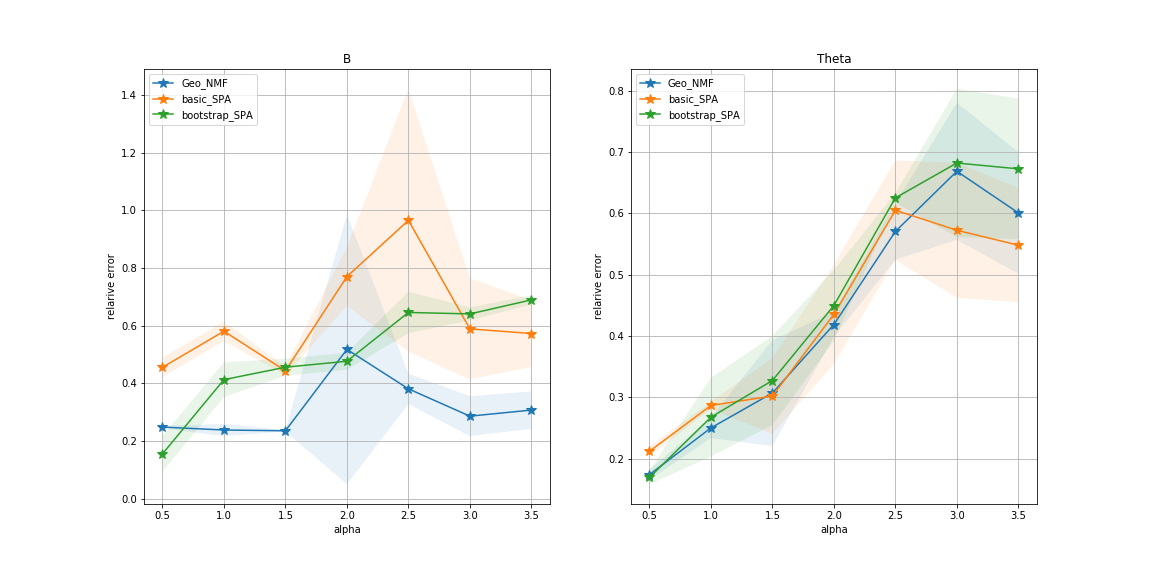 B
Geo_NMF
basic_SPA
bootstrap_SPA
1.4
1.2
1.0
0.8
0.6
0.4
0.2
0.0
relarive error
0.5 1.0 1.5 2.0 2.5 3.0 3.5
alpha
Theta
Geo_NMF
basic_SPA
bootstrap_SPA
0.8
0.7
0.6
0.5
0.4
0.3
0.2
relarive error
0.5 1.0 1.5 2.0 2.5 3.0 3.5
alpha